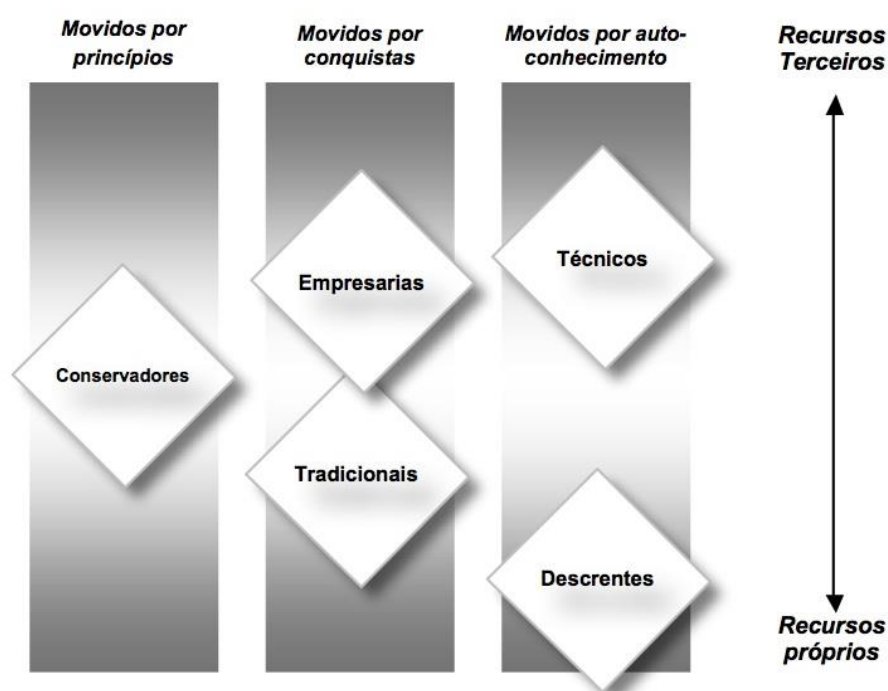 Movidos por
princípios
Movidos por
conquistas
Movidos por auto-
conhecimento
Recursos
Terceiros
Técnicos
Empresarias
Conservadores
Tradicionais
Descrentes
Recursos
próprios